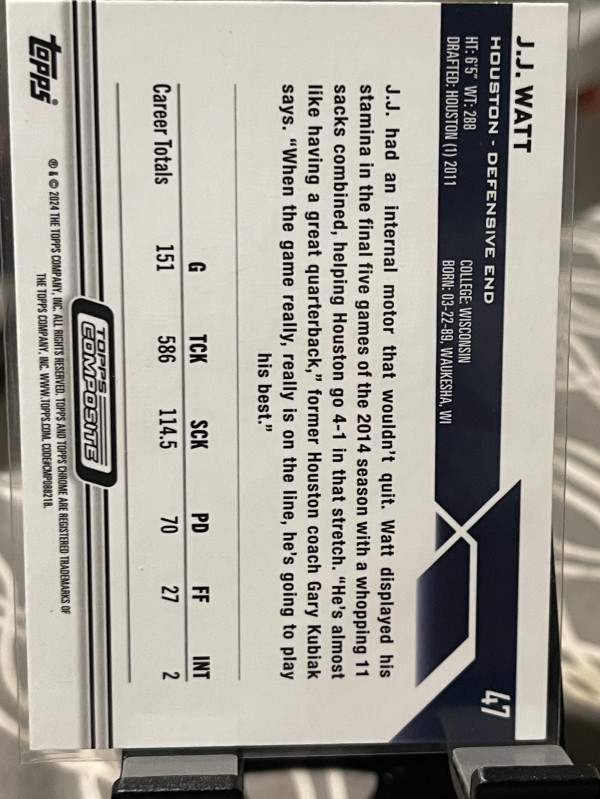 J.J. WATT
HOUSTON - DEFENSIVE END
HT: 6'5" WT: 288
COLLEGE: WISCONSIN
DRAFTED: HOUSTON (1) 2011
BORN: 03-22-89, WAUKESHA, WI
47
J.J. had an internal motor that wouldn't quit. Watt displayed his
stamina in the final five games of the 2014 season with a whopping 11
sacks combined, helping Houston go 4-1 in that stretch. "He's almost
like having a great quarterback," former Houston coach Gary Kubiak
says. "When the game really, really is on the line, he's going to play
his best."
G TCK SCK PD FF INT
Career Totals 151 586 114.5 70 27 2
TOPPS
COMPOSITE
topps
® & © 2024 THE TOPPS COMPANY, INC. ALL RIGHTS RESERVED. TOPPS AND TOPPS CHROME ARE REGISTERED TRADEMARKS OF
THE TOPPS COMPANY, INC. WWW.TOPPS.COM. CODE#CMP088218.